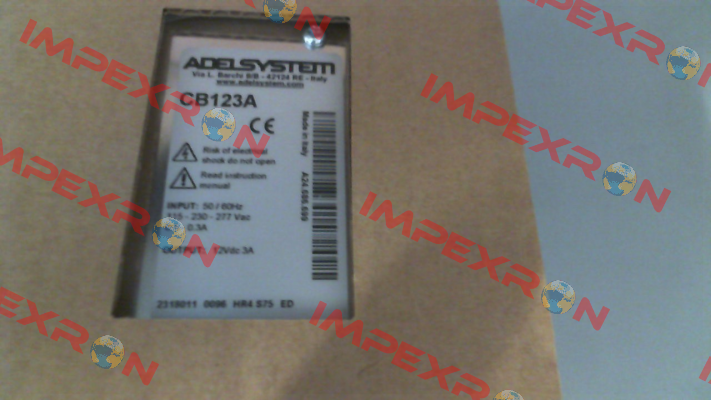 ADELSYSTEM
Via L. Barchi 9/B - 42124 RE - Italy
www.adelsystem.com
CB123A
CE
Risk of electrical
shock do not open
Read instruction
manual
INPUT: 50 / 60Hz
115 - 230 - 277 Vac
0.3A
OUTPUT: 12Vdc 3A
Made in Italy
2318011 0096 HR4 S75 ED
IMPEXRON
IMPEXRON
IMPEXRON
IMPEXRON
IMPEXRON
IMPEXRON
IMPEXRON